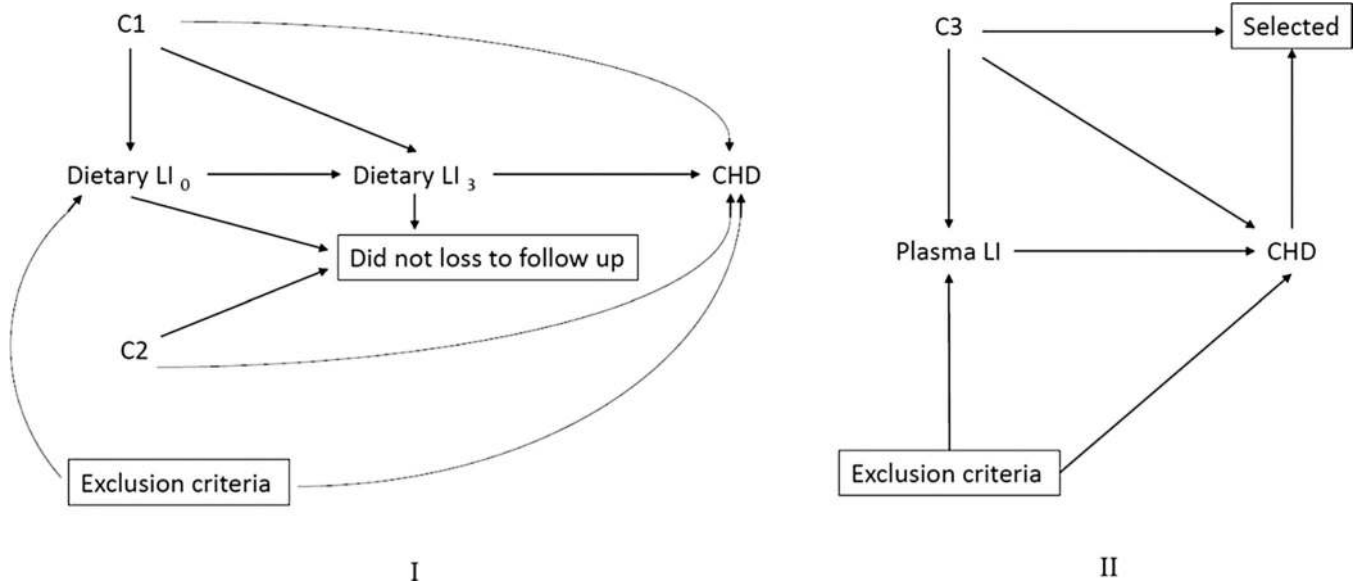 C1
Dietary LI 0
Dietary LI 3
CHD
Did not loss to follow up
C2
Exclusion criteria
I
C3
Selected
Plasma LI
CHD
Exclusion criteria
II